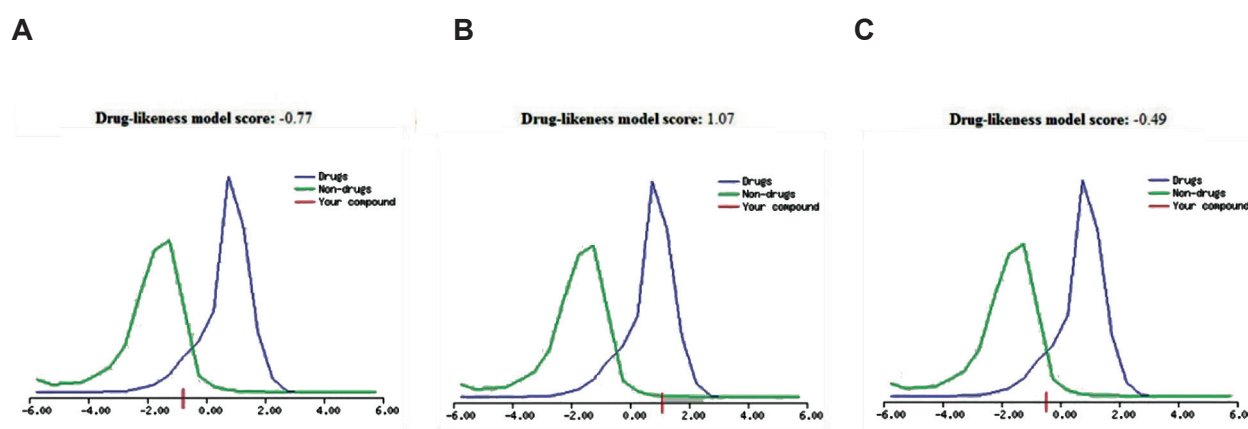 A
B
C
Drug-likeness model score: -0.77
Drugs
Non-drugs
Your compound
-6.00 -4.00 -2.00 0.00 2.00 4.00 6.00
Drug-likeness model score: 1.07
Drugs
Non-drugs
Your compound
-6.00 -4.00 -2.00 0.00 2.00 4.00 6.00
Drug-likeness model score: -0.49
Drugs
Non-drugs
Your compound
-6.00 -4.00 -2.00 0.00 2.00 4.00 6.00